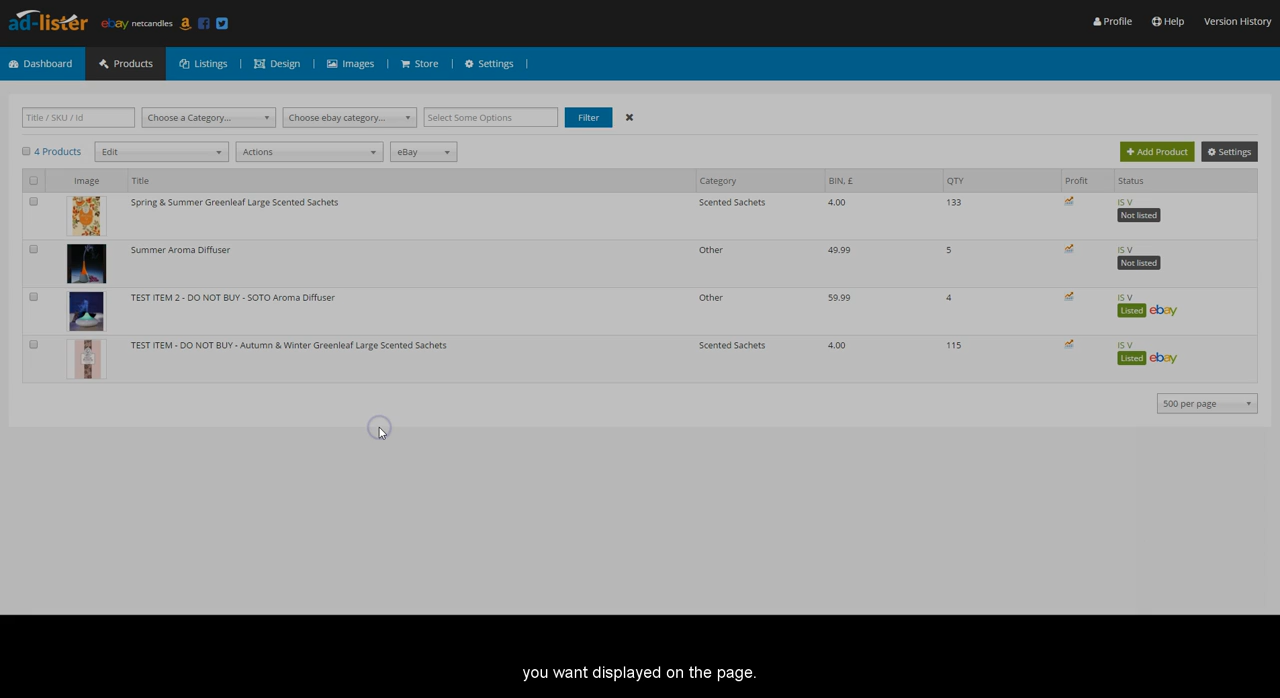 ad-lister ebay netcandles Profile Help Version History
Dashboard Products Listings | Design | Images | Store | Settings |
Title / SKU / Id Choose a Category... Choose ebay category... Select Some Options Filter
4 Products Edit Actions eBay + Add Product Settings
Image Title Category BIN, £ QTY Profit Status
Spring & Summer Greenleaf Large Scented Sachets Scented Sachets 4.00 133 IS V
Not listed
Summer Aroma Diffuser Other 49.99 5 IS V
Not listed
TEST ITEM 2 - DO NOT BUY - SOTO Aroma Diffuser Other 59.99 4 IS V
Listed ebay
TEST ITEM - DO NOT BUY - Autumn & Winter Greenleaf Large Scented Sachets Scented Sachets 4.00 115 IS V
Listed ebay
500 per page
you want displayed on the page.